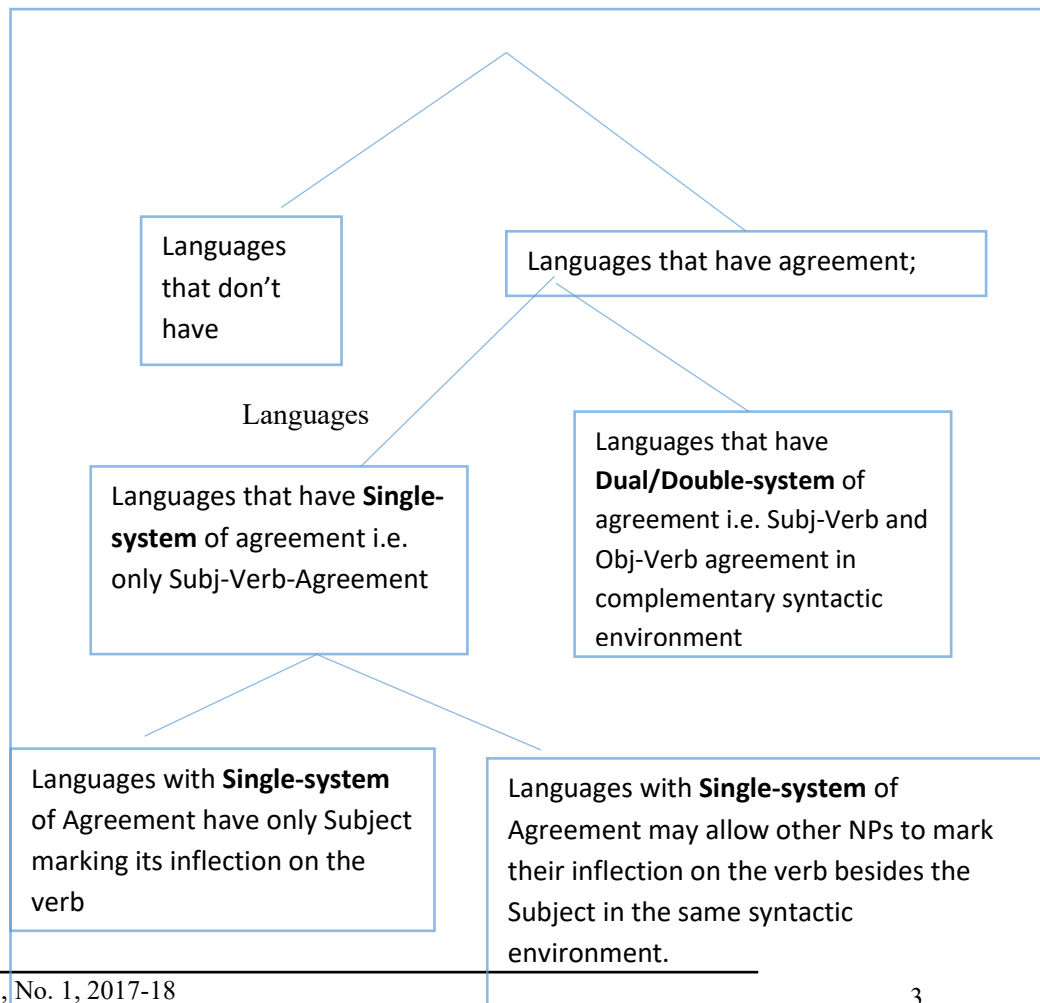 Languages
that don’t
have
Languages that have agreement;
Languages
Languages that have Single-
system of agreement i.e.
only Subj-Verb-Agreement
Languages that have
Dual/Double-system of
agreement i.e. Subj-Verb and
Obj-Verb agreement in
complementary syntactic
environment
Languages with Single-system
of Agreement have only Subject
marking its inflection on the
verb
Languages with Single-system of
Agreement may allow other NPs to mark
their inflection on the verb besides the
Subject in the same syntactic
environment.
, No. 1, 2017-18
3